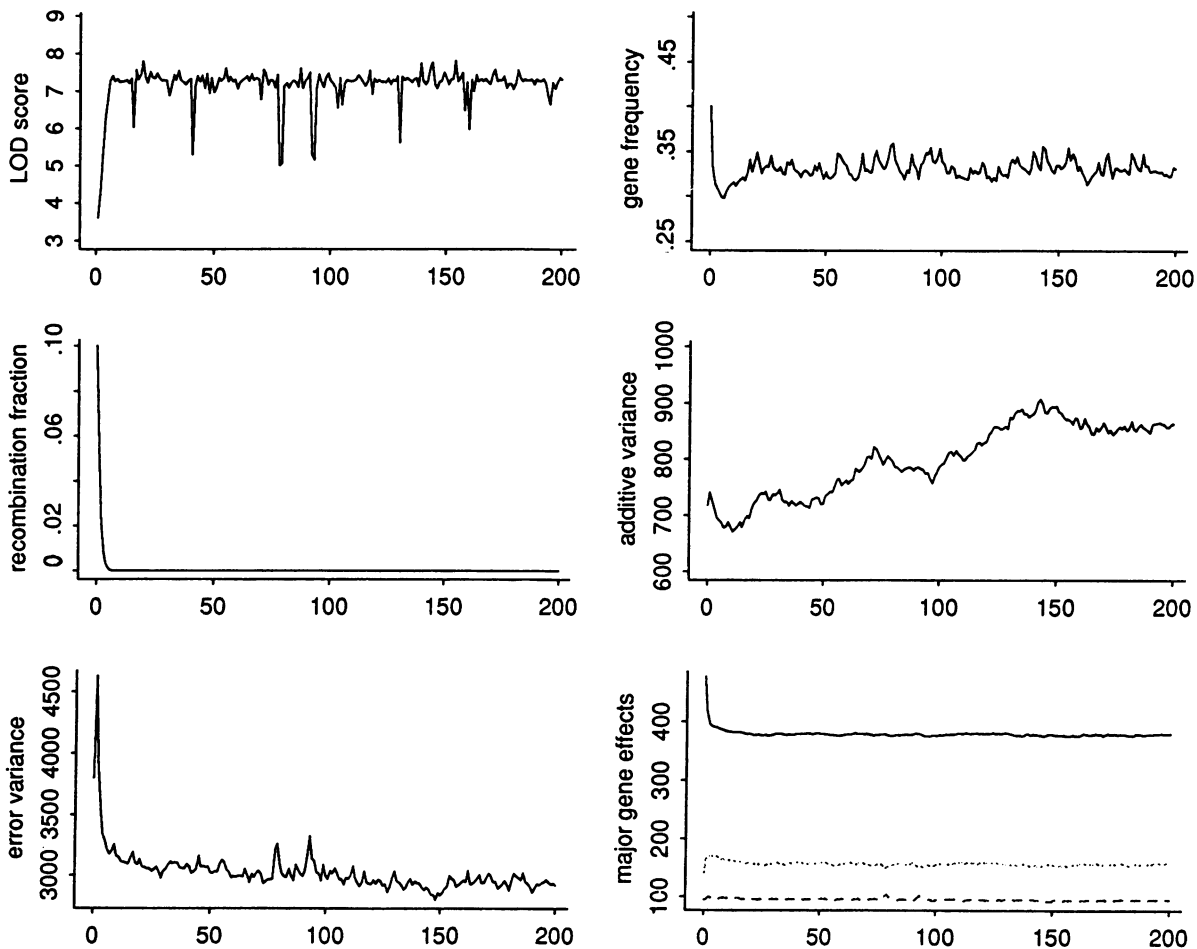 LOD score
9
8
7
6
5
4
3
0 50 100 150 200
gene frequency
.45
.35
.25
0 50 100 150 200
recombination fraction
.10
.06
.02
0
0 50 100 150 200
additive variance
1000
900
800
700
600
0 50 100 150 200
error variance
4500
4000
3500
3000
0 50 100 150 200
major gene effects
400
300
200
100
0 50 100 150 200